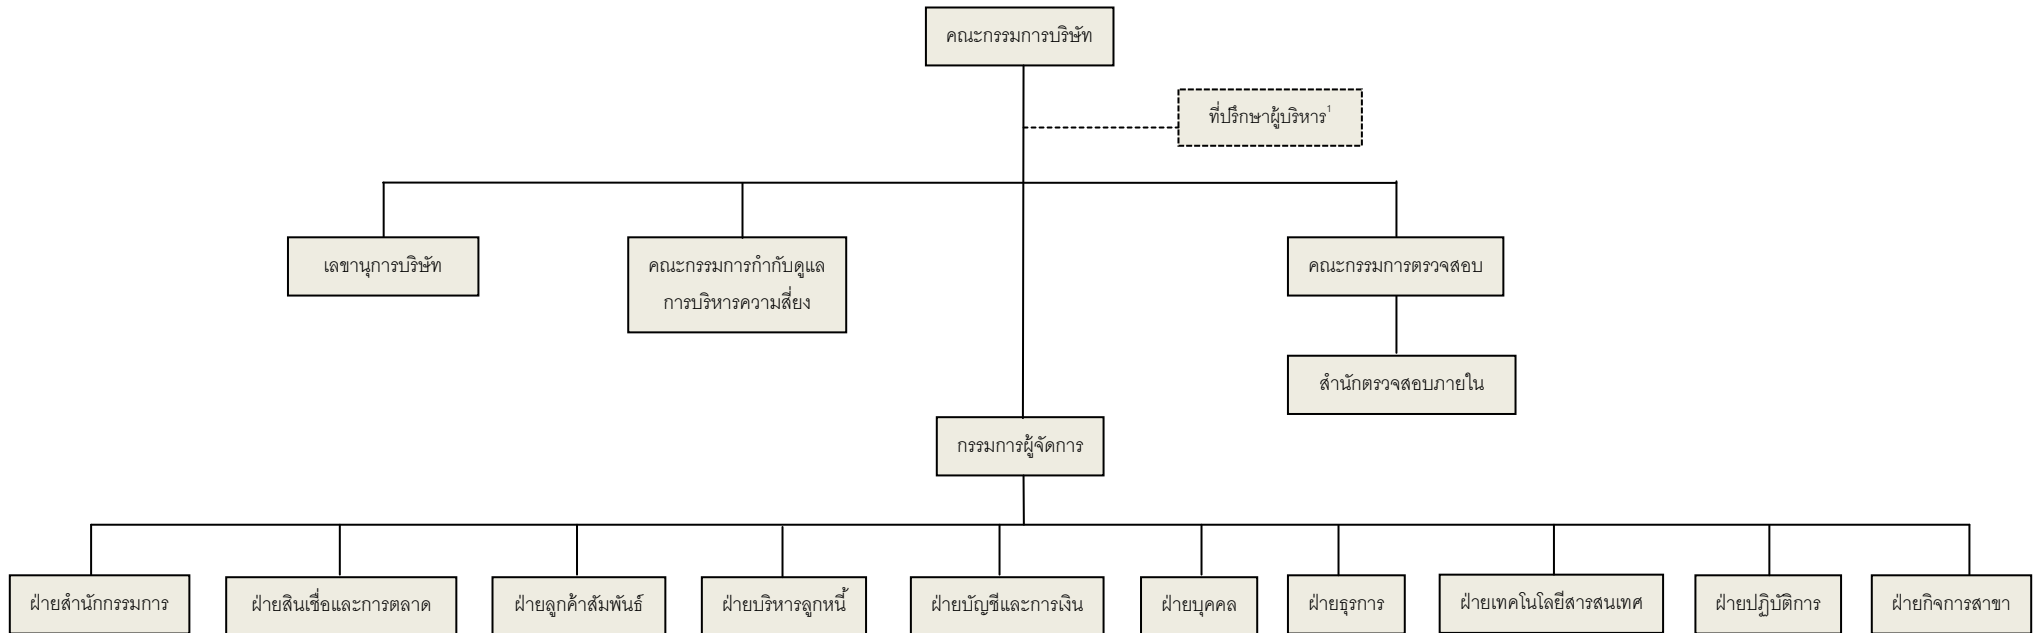 คณะกรรมการบริษัท
ที่ปรึกษาผู้บริหาร¹
เลขานุการบริษัท
คณะกรรมการกำกับดูแล
การบริหารความสี่ยง
คณะกรรมการตรวจสอบ
สำนักตรวจสอบภายใน
กรรมการผู้จัดการ
ฝ่ายสำนักกรรมการ
ฝ่ายสินเชื่อและการตลาด
ฝ่ายลูกค้าสัมพันธ์
ฝ่ายบริหารลูกหนี้
ฝ่ายบัญชีและการเงิน
ฝ่ายบุคคล
ฝ่ายธุรการ
ฝ่ายเทคโนโลยีสารสนเทศ
ฝ่ายปฏิบัติการ
ฝ่ายกิจการสาขา